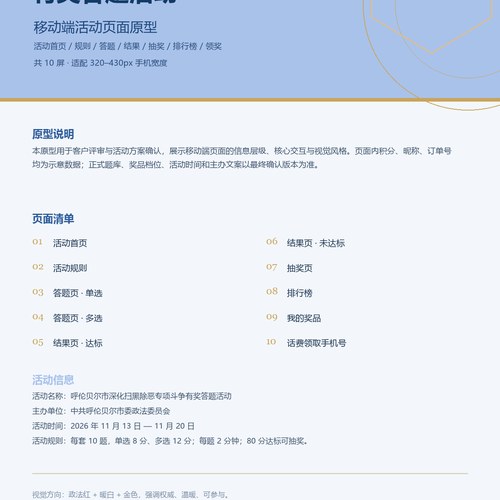 有奖答题活动
移动端活动页面原型
活动首页 / 规则 / 答题 / 结果 / 抽奖 / 排行榜 / 领奖
共 10 屏 · 适配 320–430px 手机宽度
原型说明
本原型用于客户评审与活动方案确认，展示移动端页面的信息层级、核心交互与视觉风格。页面内积分、昵称、订单号
均为示意数据；正式题库、奖品档位、活动时间和主办文案以最终确认版本为准。
页面清单
01 活动首页
02 活动规则
03 答题页 · 单选
04 答题页 · 多选
05 结果页 · 达标
06 结果页 · 未达标
07 抽奖页
08 排行榜
09 我的奖品
10 话费领取手机号
活动信息
活动名称：呼伦贝尔市深化扫黑除恶专项斗争有奖答题活动
主办单位：中共呼伦贝尔市委政法委员会
活动时间：2026 年 11 月 13 日 — 11 月 20 日
活动规则：每套 10 题，单选 8 分、多选 12 分；每题 2 分钟；80 分达标可抽奖。
视觉方向：政法红 + 暖白 + 金色，强调权威、温暖、可参与。